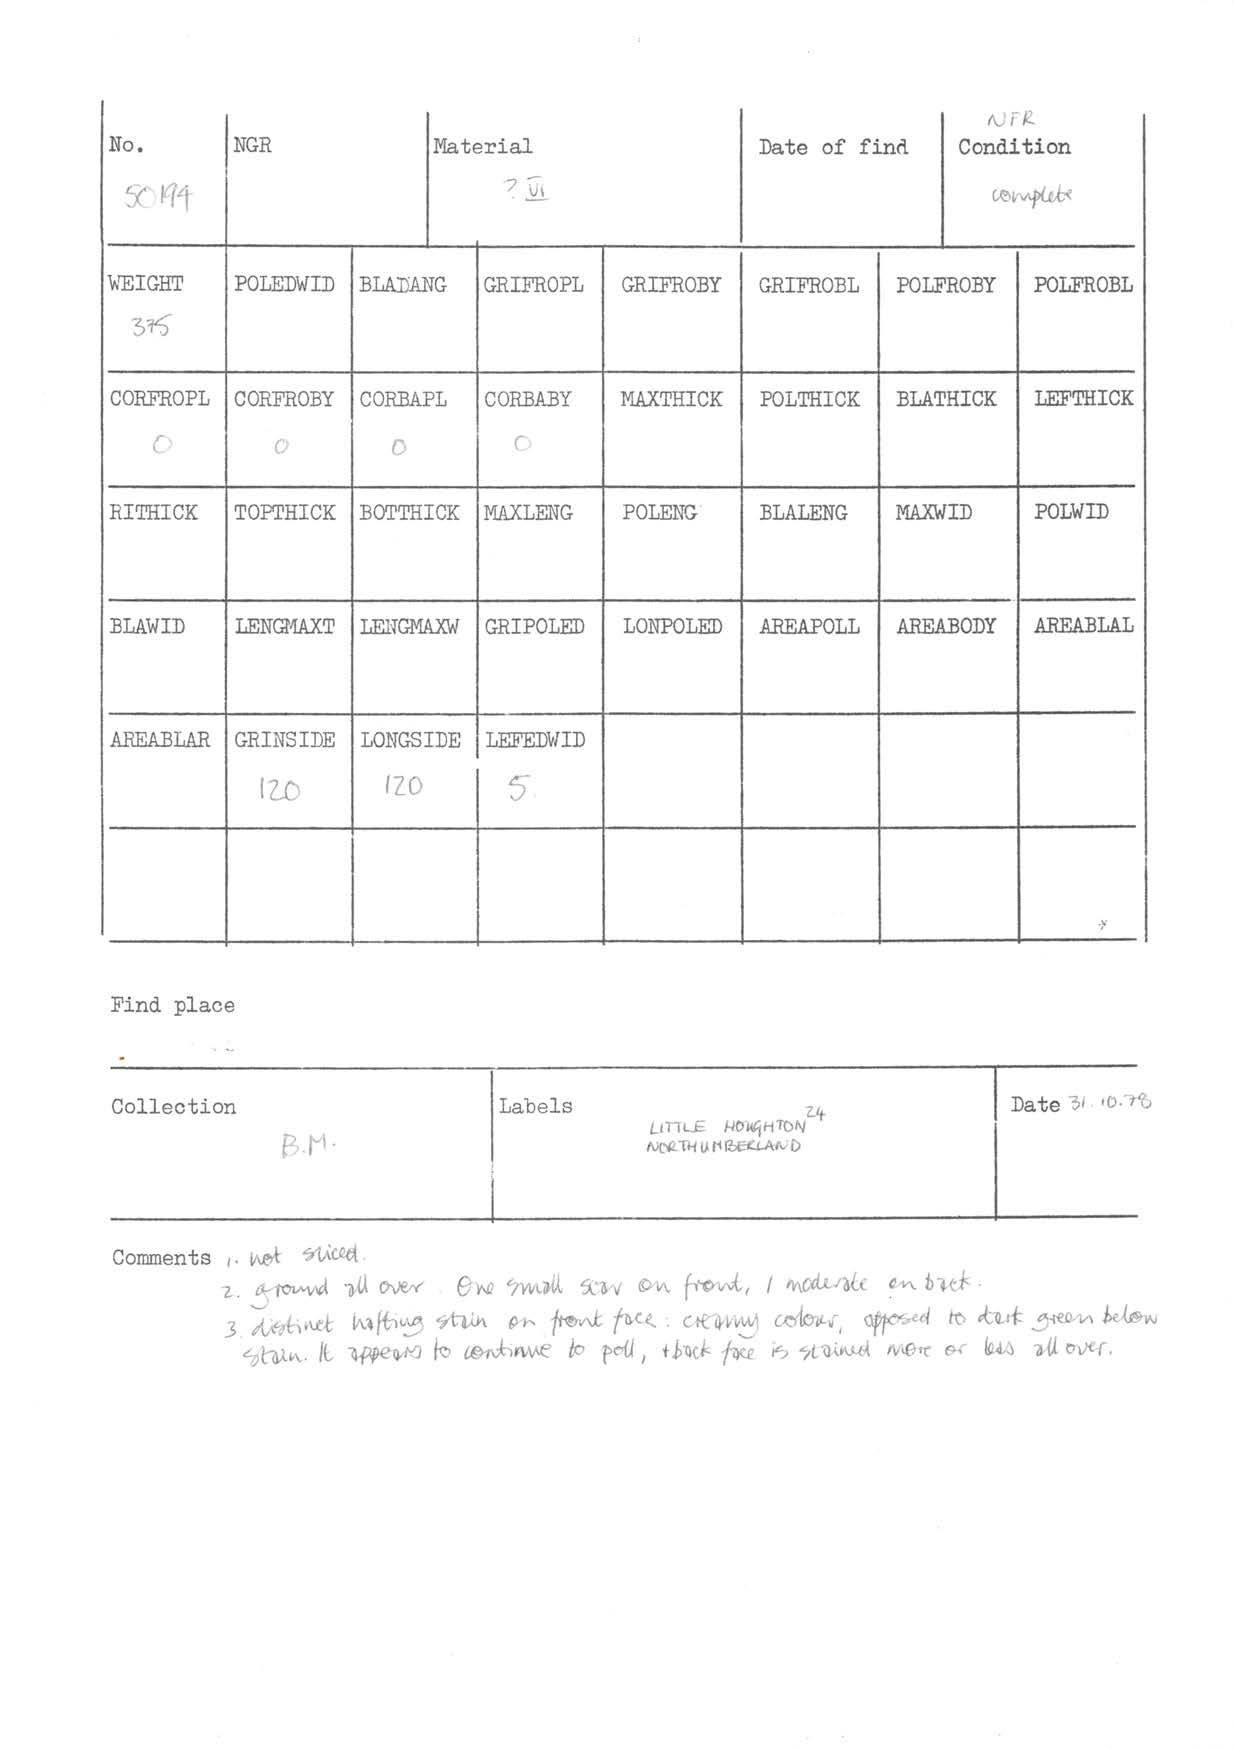 NFR
No. NGR Material Date of find Condition
50194 ? VI complete
WEIGHT POLEDWID BLADANG GRIFROPL GRIFROBY GRIFROBL POLFROBY POLFROBL
375
CORFROPL CORFROBY CORBAPL CORBABY MAXTHICK POLTHICK BLATHICK LEFTHICK
0 0 0 0
RITHICK TOPTHICK BOTTHICK MAXLENG POLENG BLALENG MAXWID POLWID
BLAWID LENGMAXT LENGMAXW GRIPOLED LONPOLED AREAPOLL AREABODY AREABLAL
AREABLAR GRINSIDE LONGSIDE LEFEDWID
120 120 5
Find place
Collection Labels Date 31.10.78
B.M. LITTLE HOUGHTON 24
NORTHUMBERLAND
Comments 1. not sliced.
2. ground all over. One small scar on front, 1 moderate on back.
3. distinct hafting stain on front face: creamy colour, opposed to dark green below
stain. It appears to continue to poll, + back face is stained more or less all over.